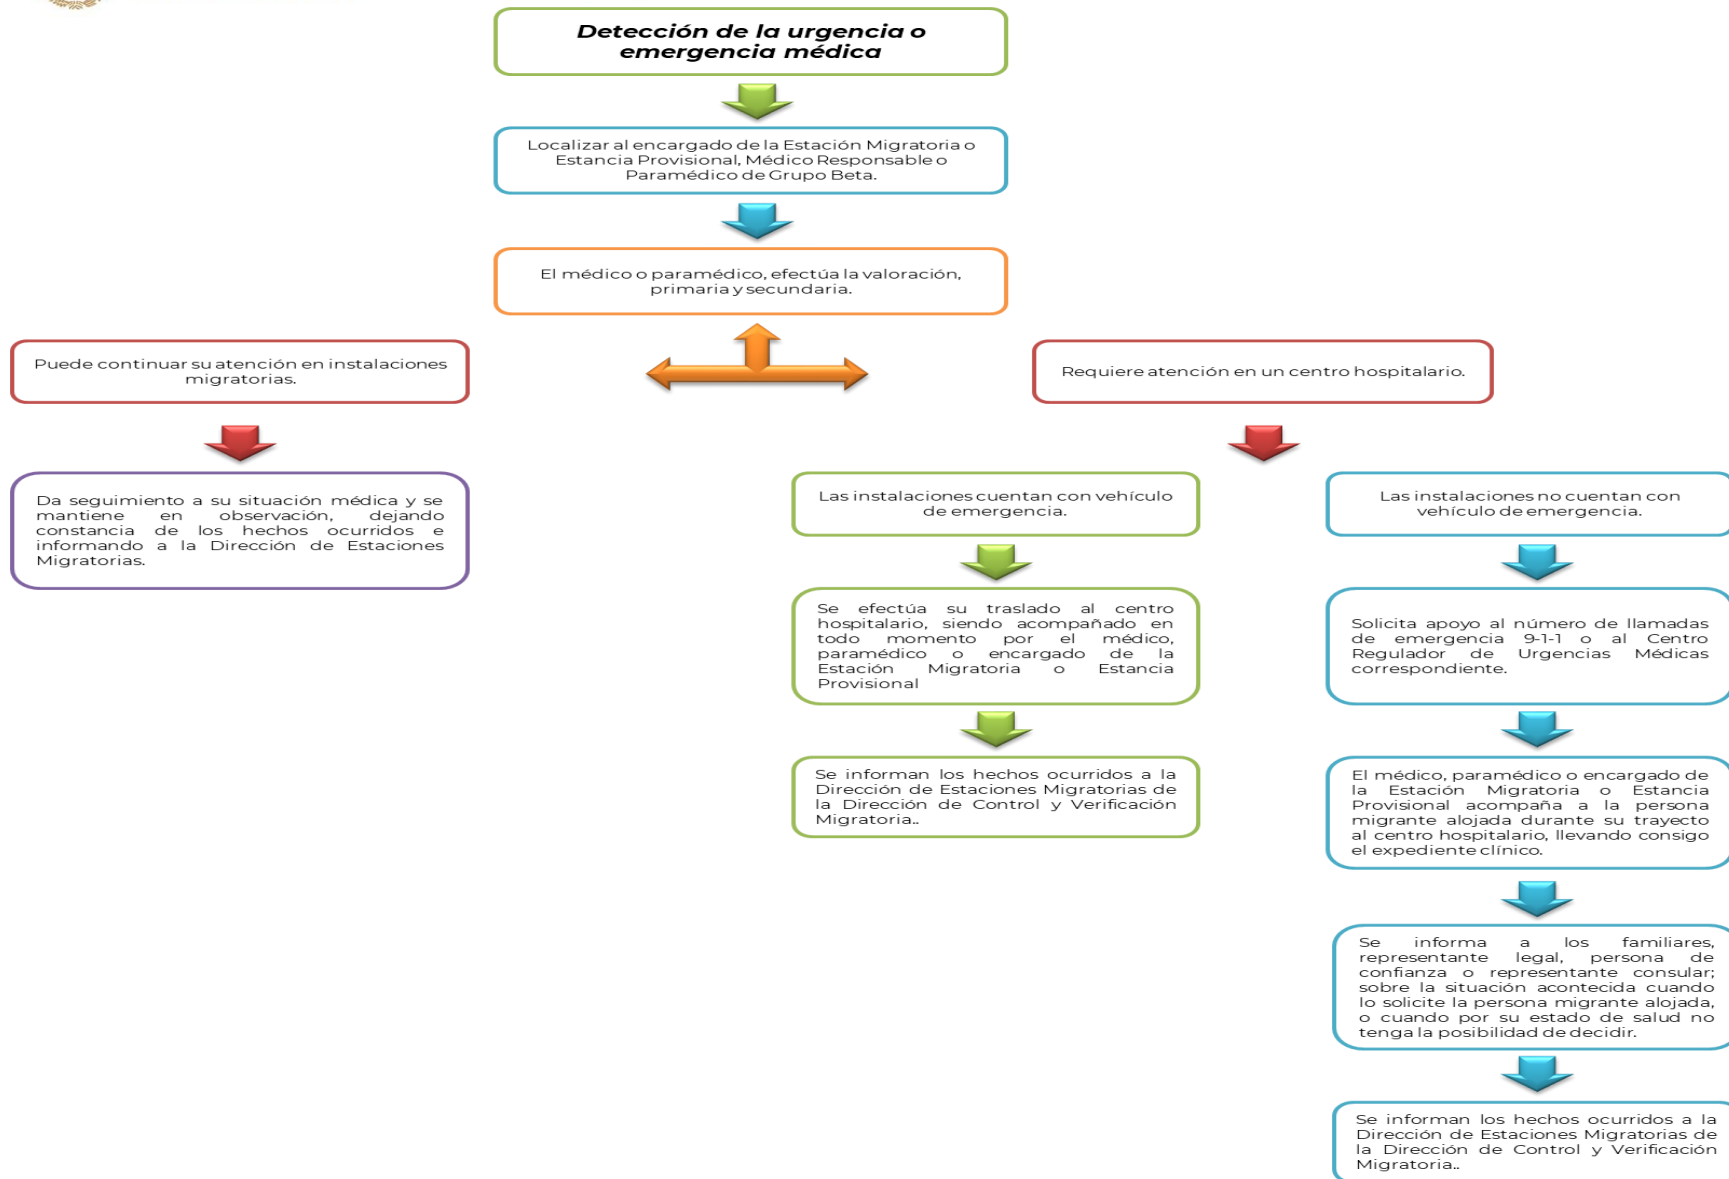 Detección de la urgencia o
emergencia médica
Localizar al encargado de la Estación Migratoria o
Estancia Provisional, Médico Responsable o
Paramédico de Grupo Beta.
El médico o paramédico, efectúa la valoración,
primaria y secundaria.
Puede continuar su atención en instalaciones
migratorias.
Requiere atención en un centro hospitalario.
Da seguimiento a su situación médica y se
mantiene en observación, dejando
constancia de los hechos ocurridos e
informando a la Dirección de Estaciones
Migratorias.
Las instalaciones cuentan con vehículo
de emergencia.
Se efectúa su traslado al centro
hospitalario, siendo acompañado en
todo momento por el médico,
paramédico o encargado de la
Estación Migratoria o Estancia
Provisional
Se informan los hechos ocurridos a la
Dirección de Estaciones Migratorias de
la Dirección de Control y Verificación
Migratoria..
Las instalaciones no cuentan con
vehículo de emergencia.
Solicita apoyo al número de llamadas
de emergencia 9-1-1 o al Centro
Regulador de Urgencias Médicas
correspondiente.
El médico, paramédico o encargado de
la Estación Migratoria o Estancia
Provisional acompaña a la persona
migrante alojada durante su trayecto
al centro hospitalario, llevando consigo
el expediente clínico.
Se informa a los familiares,
representante legal, persona de
confianza o representante consular;
sobre la situación acontecida cuando
lo solicite la persona migrante alojada,
o cuando por su estado de salud no
tenga la posibilidad de decidir.
Se informan los hechos ocurridos a la
Dirección de Estaciones Migratorias de
la Dirección de Control y Verificación
Migratoria..